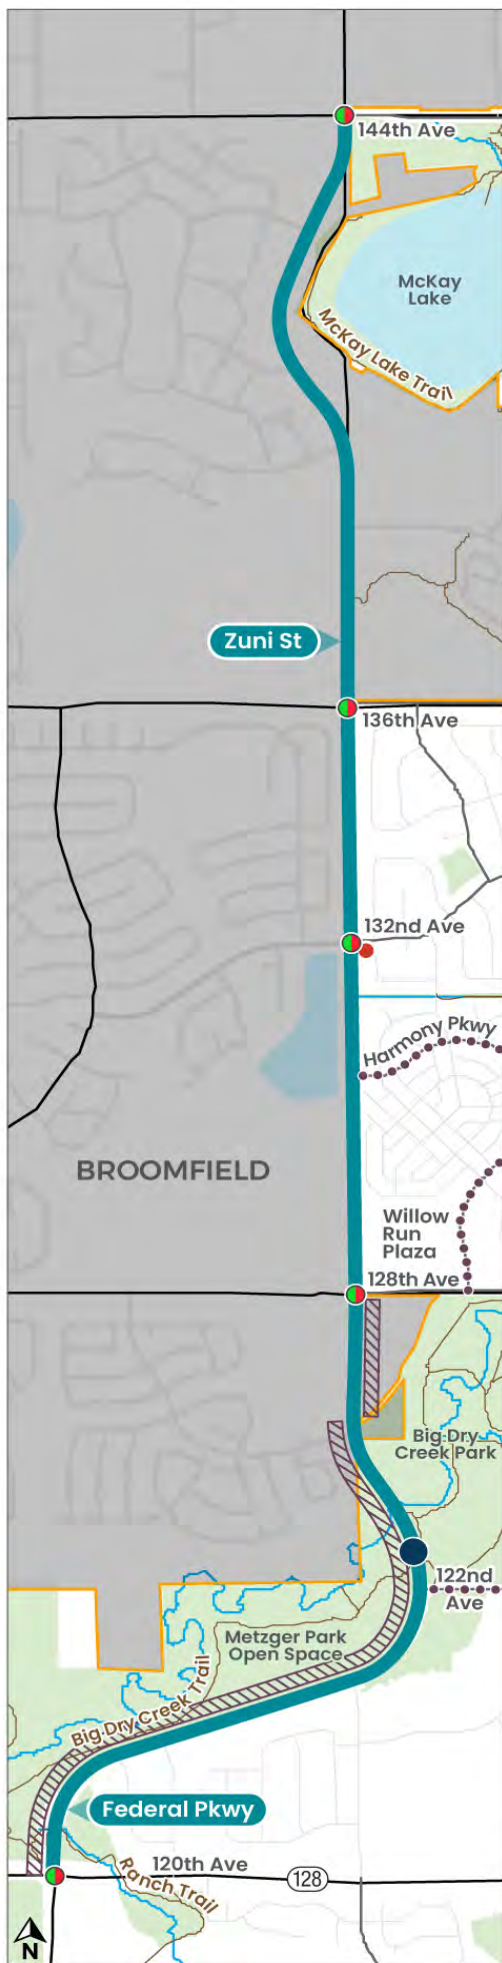 144th Ave
McKay
Lake
McKay Lake Trail
Zuni St
136th Ave
132nd Ave
Harmony Pkwy
BROOMFIELD
Willow
Run
Plaza
128th Ave
Big Dry
Creek Park
122nd
Ave
Metzger Park
Open Space
Big Dry Creek Trail
Federal Pkwy
120th Ave
128
Ranch Trail
N